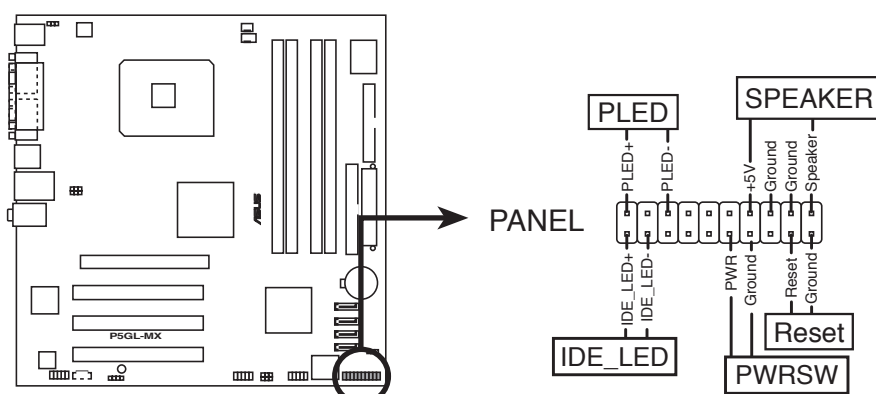 SPEAKER
PLED
PLED+
PLED-
+5V
Ground
Ground
Speaker
/ISUS
PANEL
IDE_LED+
IDE_LED-
PWR
Ground
Reset
Ground
P5GL-MX
Reset
IDE_LED
PWRSW